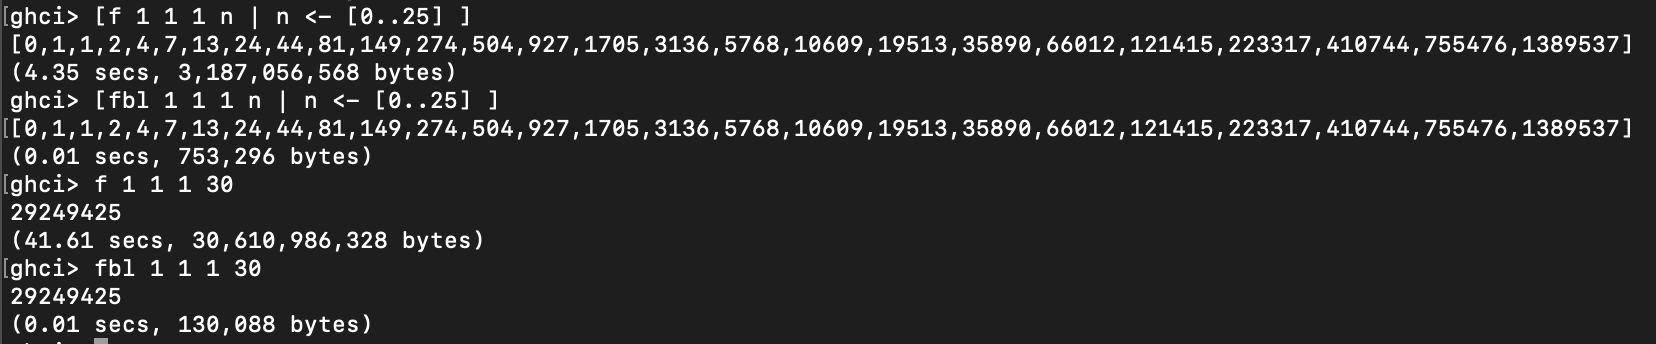 [ghci> [f 1 1 1 n | n <- [0..25] ]
[0,1,1,2,4,7,13,24,44,81,149,274,504,927,1705,3136,5768,10609,19513,35890,66012,121415,223317,410744,755476,1389537]
(4.35 secs, 3,187,056,568 bytes)
ghci> [fbl 1 1 1 n | n <- [0..25] ]
[[0,1,1,2,4,7,13,24,44,81,149,274,504,927,1705,3136,5768,10609,19513,35890,66012,121415,223317,410744,755476,1389537]
(0.01 secs, 753,296 bytes)
[ghci> f 1 1 1 30
29249425
(41.61 secs, 30,610,986,328 bytes)
[ghci> fbl 1 1 1 30
29249425
(0.01 secs, 130,088 bytes)